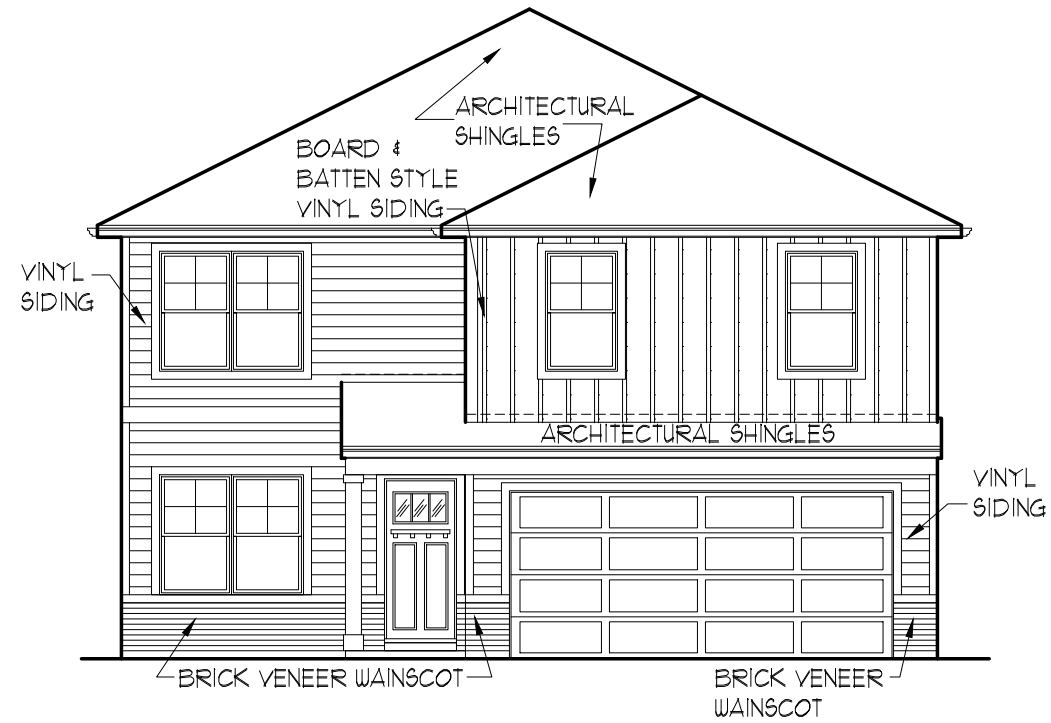 ARCHITECTURAL
SHINGLES
BOARD &
BATTEN STYLE
VINYL SIDING
VINYL
SIDING
ARCHITECTURAL SHINGLES
VINYL
SIDING
BRICK VENEER WAINSCOT
BRICK VENEER
WAINSCOT